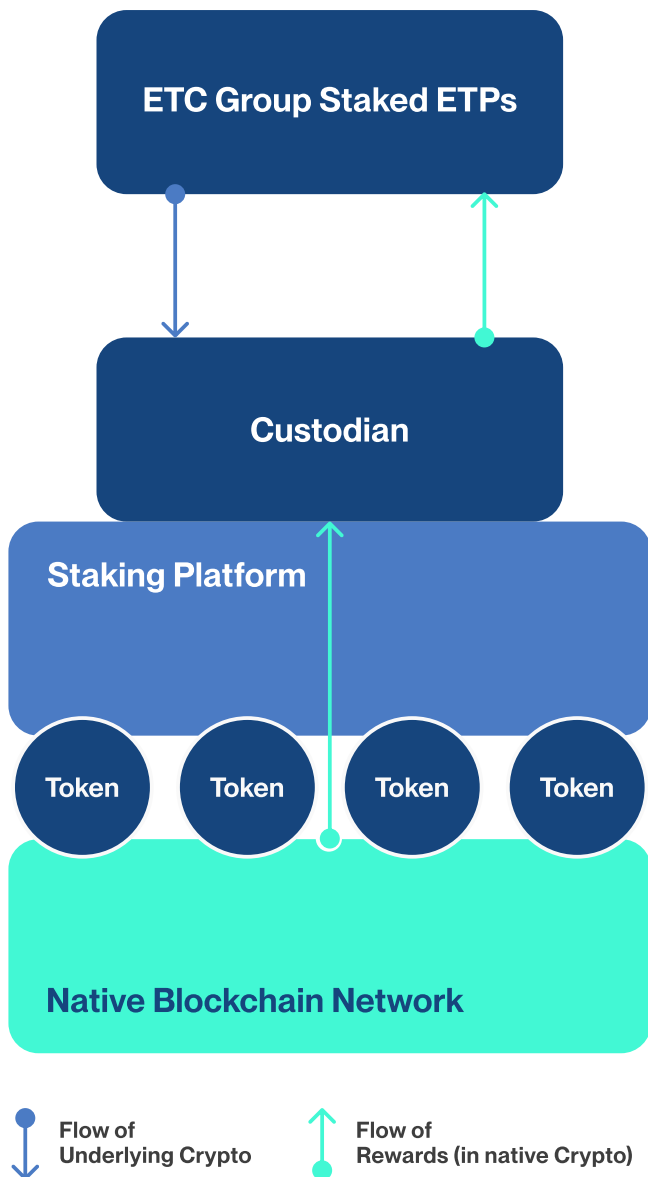 ETC Group Staked ETPs
Custodian
Staking Platform
Token
Token
Token
Token
Native Blockchain Network
Flow of
Underlying Crypto
Flow of
Rewards (in native Crypto)